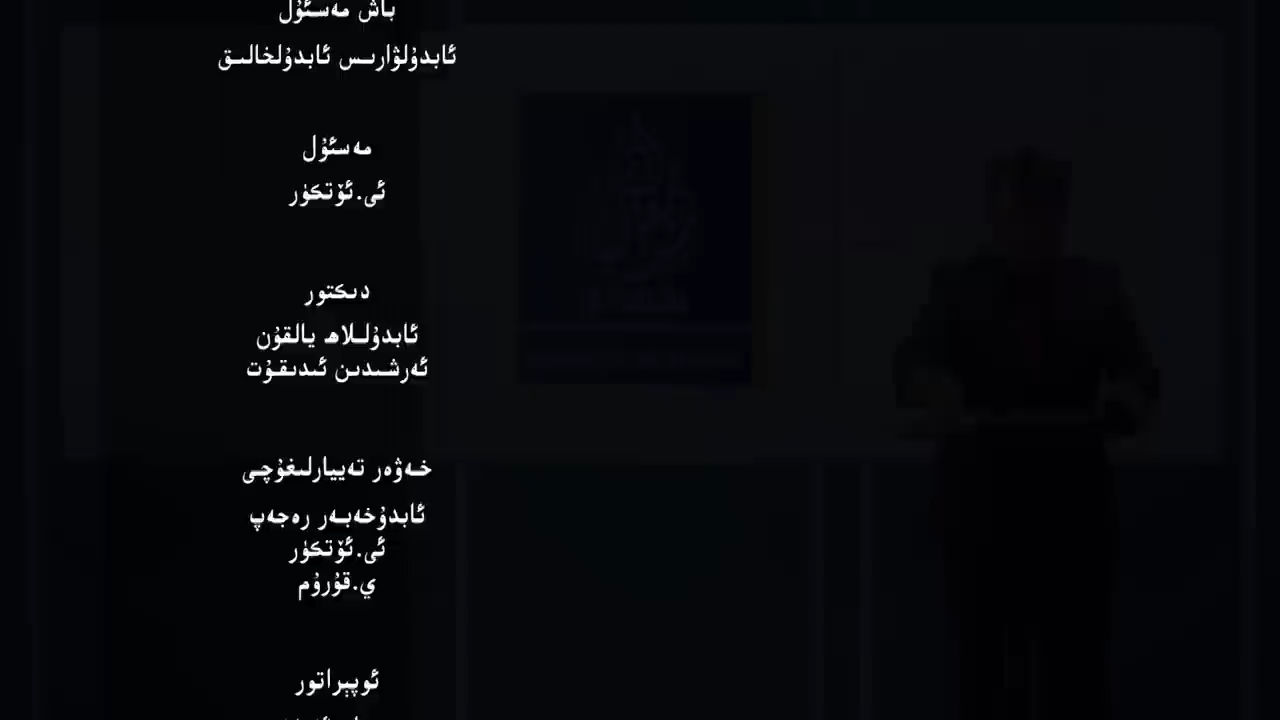 باش مەسئۇل
ئابدۇلۋارىس ئابدۇلخالىق
مەسئۇل
ئى.ئۆتكۈر
دىكتور
ئابدۇللاھ يالقۇن
ئەرشىدىن ئىدىقۇت
خەۋەر تەييارلىغۇچى
ئابدۇخەبەر رەجەپ
ئى.ئۆتكۈر
ي.قۇرۇم
ئوپېراتور